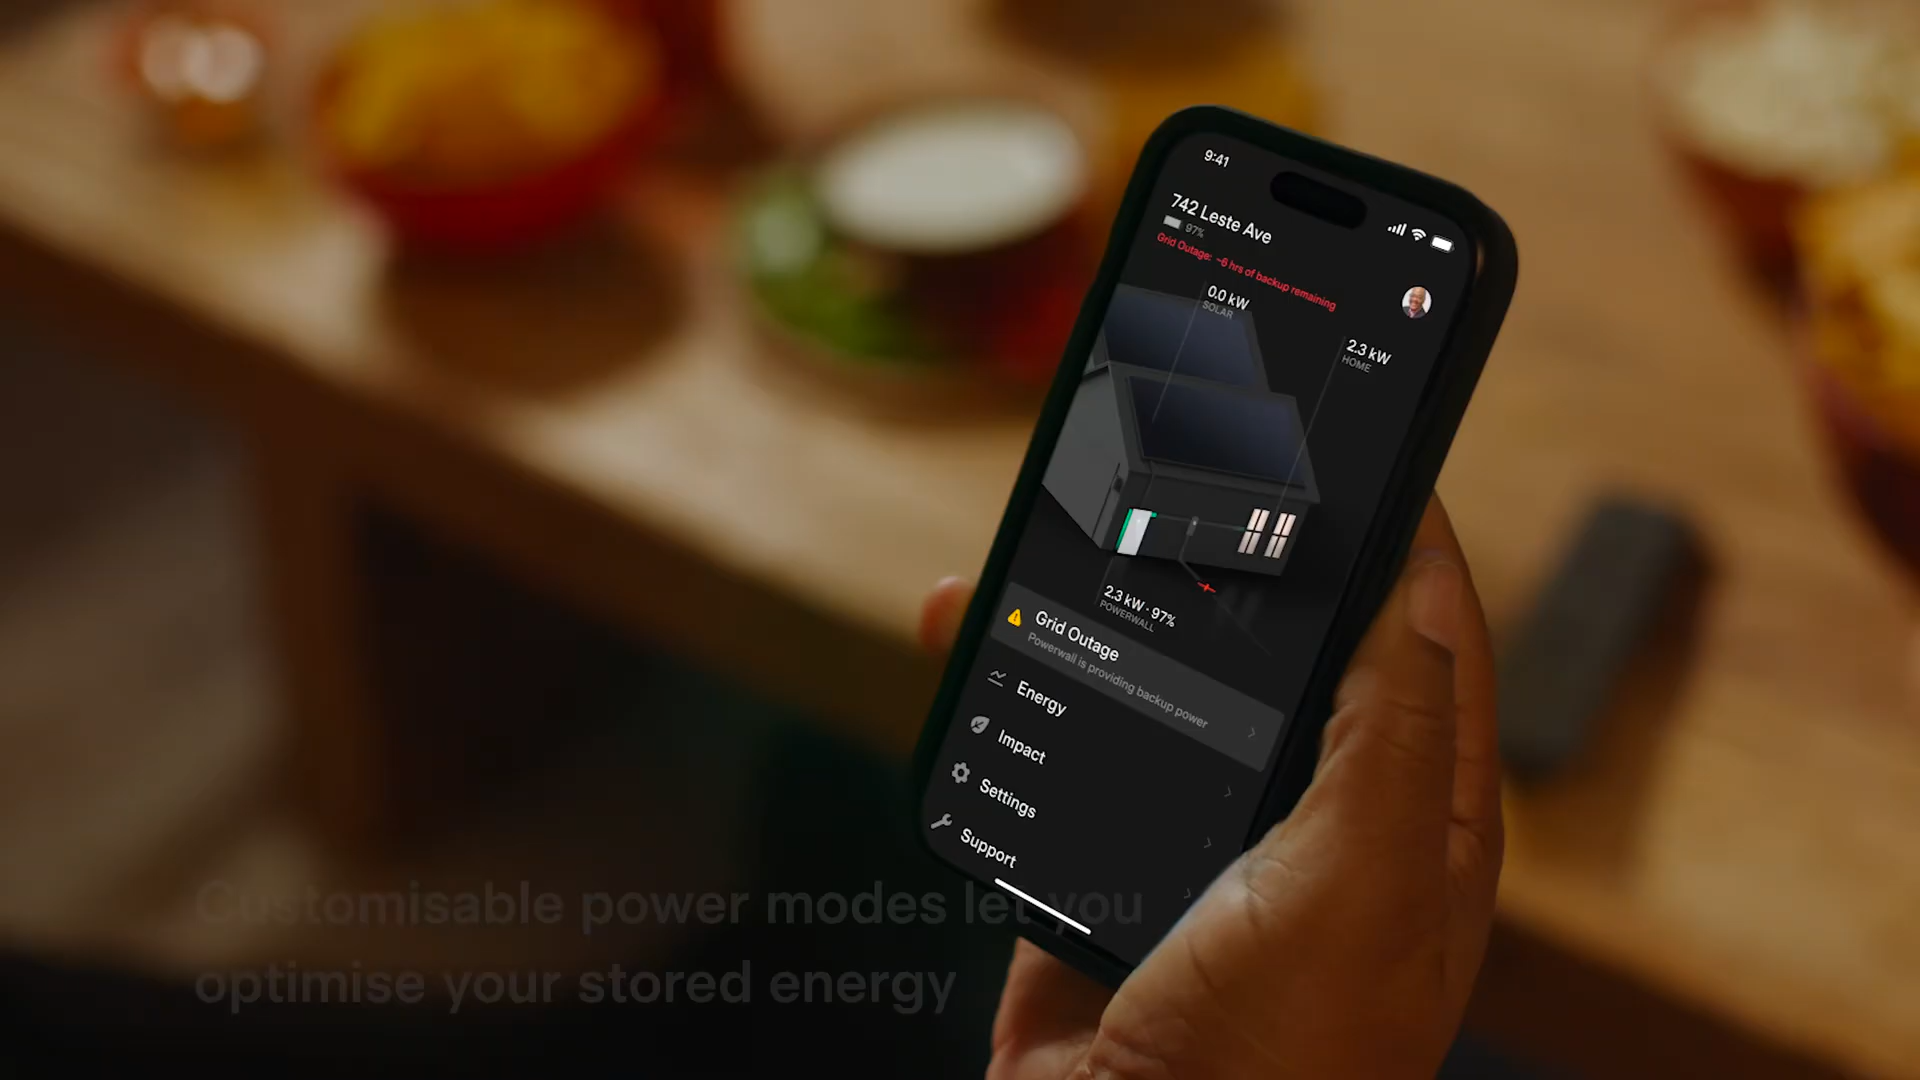 9:41
742 Leste Ave
97%
Grid Outage: ~6 hrs of backup remaining
0.0 kW
SOLAR
2.3 kW
HOME
2.3 kW · 97%
POWERWALL
Grid Outage
Powerwall is providing backup power
Energy
Impact
Settings
Support
Customisable power modes let you
optimise your stored energy